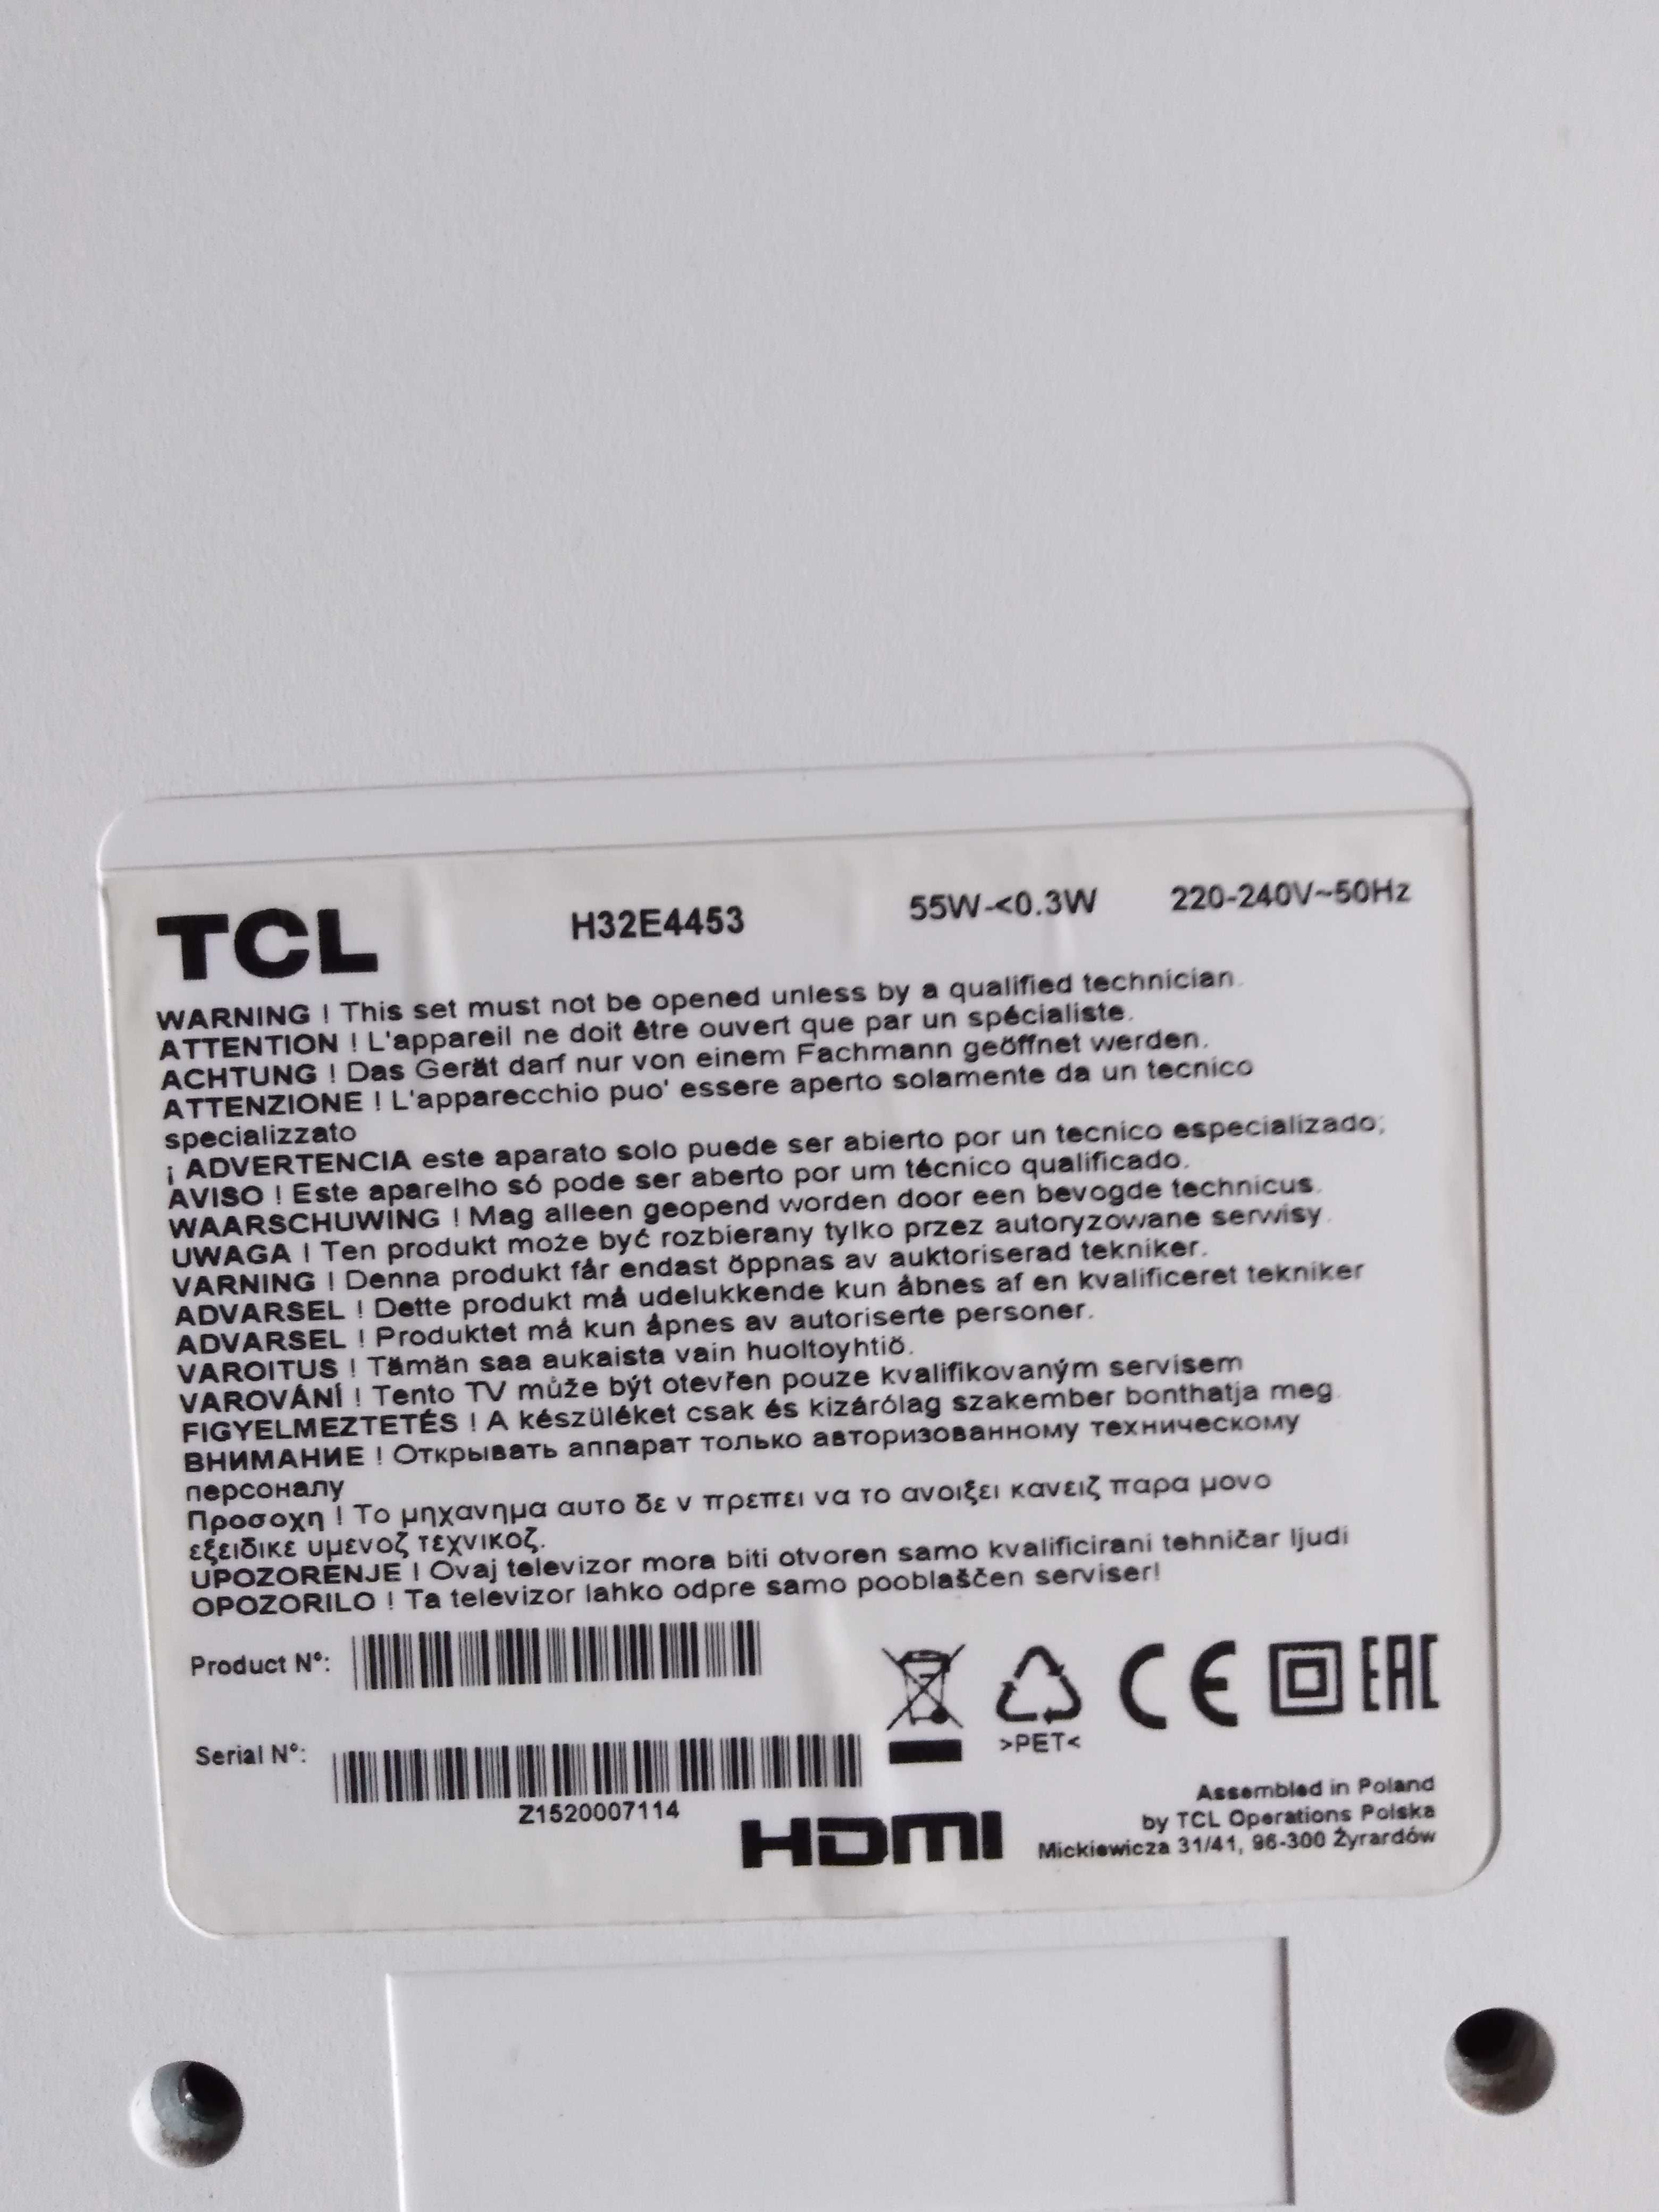 TCL H32E4453 55W-<0.3W 220-240V~50Hz
WARNING ! This set must not be opened unless by a qualified technician.
ATTENTION ! L'appareil ne doit être ouvert que par un spécialiste.
ACHTUNG ! Das Gerät darf nur von einem Fachmann geöffnet werden.
ATTENZIONE ! L'apparecchio puo' essere aperto solamente da un tecnico
specializzato
¡ ADVERTENCIA este aparato solo puede ser abierto por un tecnico especializado;
AVISO ! Este aparelho só pode ser aberto por um técnico qualificado.
WAARSCHUWING ! Mag alleen geopend worden door een bevogde technicus.
UWAGA ! Ten produkt może być rozbierany tylko przez autoryzowane serwisy.
VARNING ! Denna produkt får endast öppnas av auktoriserad tekniker.
ADVARSEL ! Dette produkt må udelukkende kun åbnes af en kvalificeret tekniker
ADVARSEL ! Produktet må kun åpnes av autoriserte personer.
VAROITUS ! Tämän saa aukaista vain huoltoyhtiö.
VAROVÁNÍ ! Tento TV může být otevřen pouze kvalifikovaným servisem
FIGYELMEZTETÉS ! A készüléket csak és kizárólag szakember bonthatja meg.
ВНИМАНИЕ ! Открывать аппарат только авторизованному техническому
персоналу
Προσοχη ! Το μηχανημα αυτο δε ν πρεπει να το ανοιξει κανειζ παρα μονο
εξειδικε υμενοζ τεχνικοζ.
UPOZORENJE ! Ovaj televizor mora biti otvoren samo kvalificirani tehničar ljudi
OPOZORILO ! Ta televizor lahko odpre samo pooblaščen serviser!
Product N°:
>PET<
CE EAC
Serial N°:
Z1520007114
HDMI
Assembled in Poland
by TCL Operations Polska
Mickiewicza 31/41, 96-300 Żyrardów